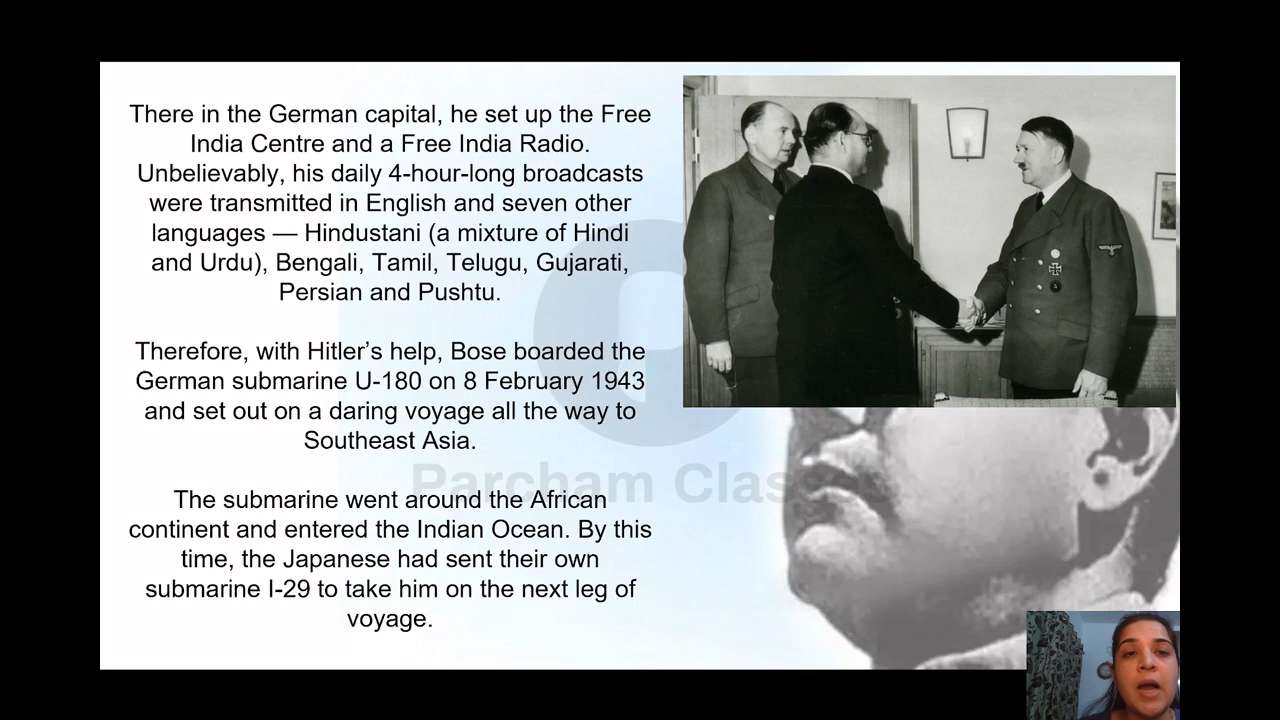 There in the German capital, he set up the Free
India Centre and a Free India Radio.
Unbelievably, his daily 4-hour-long broadcasts
were transmitted in English and seven other
languages — Hindustani (a mixture of Hindi
and Urdu), Bengali, Tamil, Telugu, Gujarati,
Persian and Pushtu.
Therefore, with Hitler’s help, Bose boarded the
German submarine U-180 on 8 February 1943
and set out on a daring voyage all the way to
Southeast Asia.
Parcham Classes
The submarine went around the African
continent and entered the Indian Ocean. By this
time, the Japanese had sent their own
submarine I-29 to take him on the next leg of
voyage.